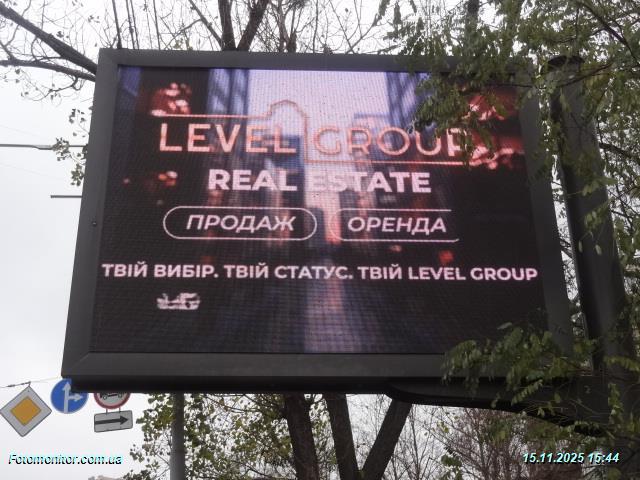 LEVEL GROUP
REAL ESTATE
ПРОДАЖ ОРЕНДА
ТВІЙ ВИБІР. ТВІЙ СТАТУС. ТВІЙ LEVEL GROUP
Fotomonitor.com.ua
15.11.2025 15:44